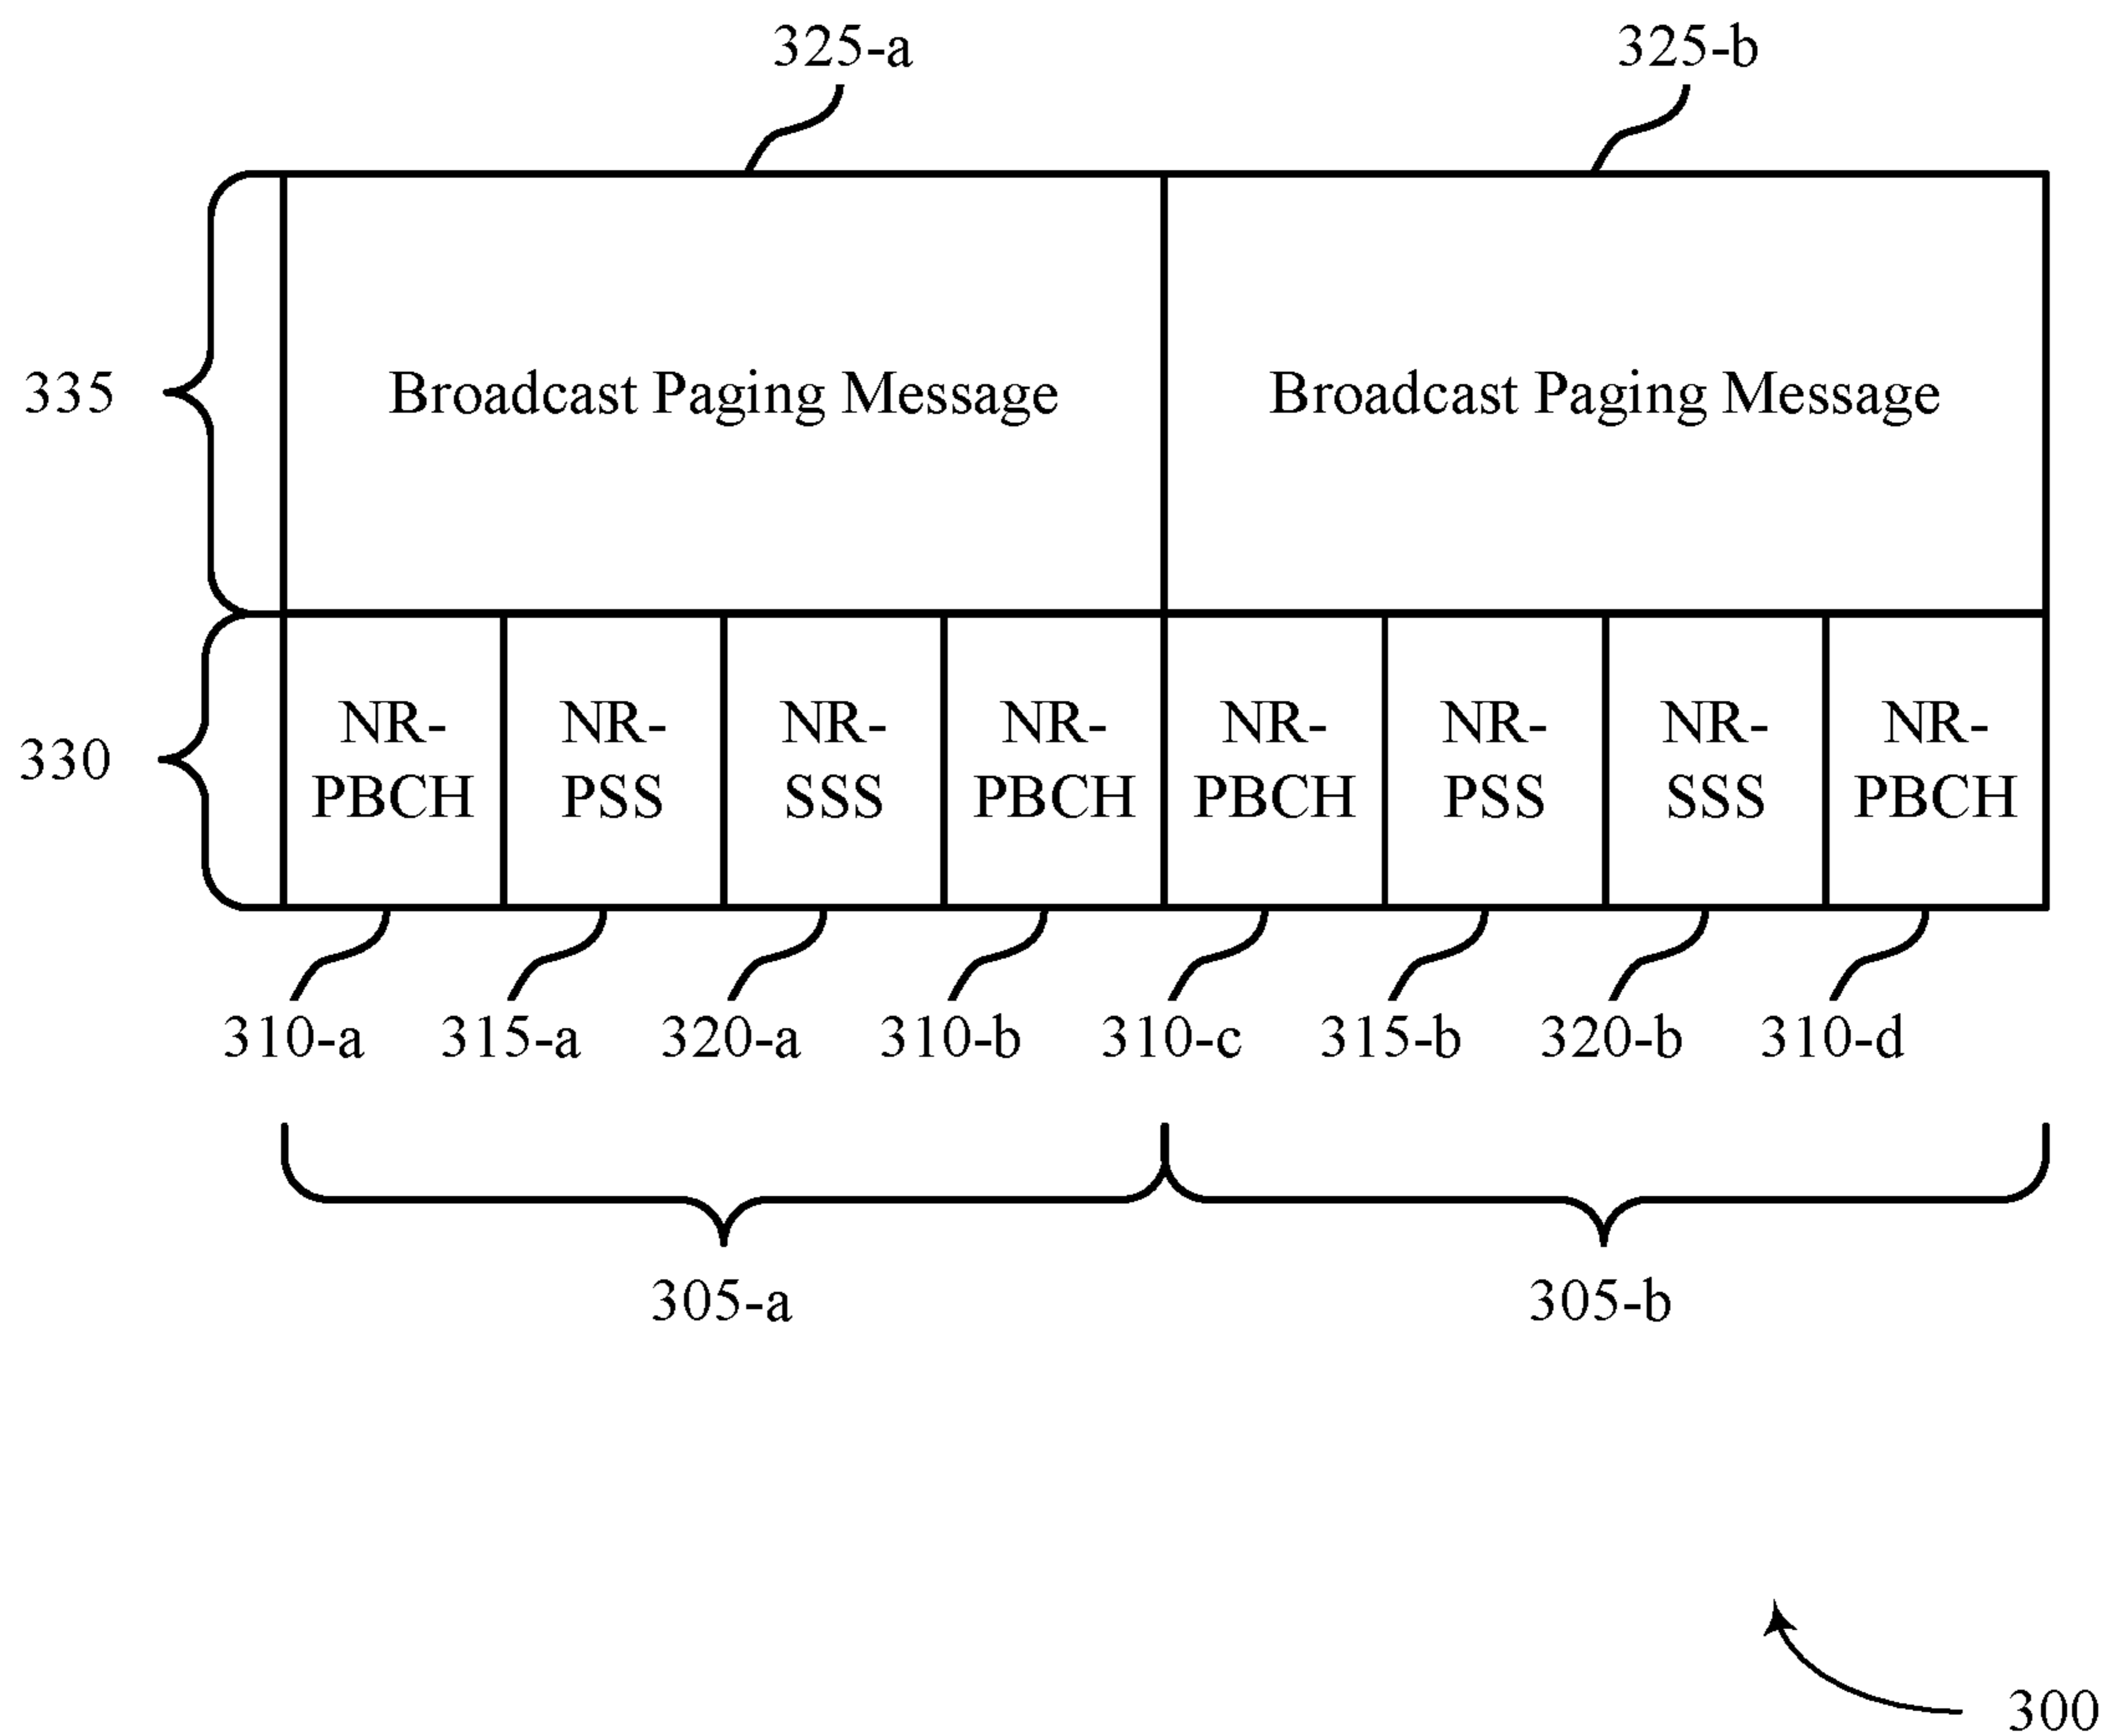 325-a 325-b
335 Broadcast Paging Message Broadcast Paging Message
330
NR- NR- NR- NR- NR- NR- NR- NR-
PBCH PSS SSS PBCH PBCH PSS SSS PBCH
310-a 315-a 320-a 310-b 310-c 315-b 320-b 310-d
305-a 305-b
300